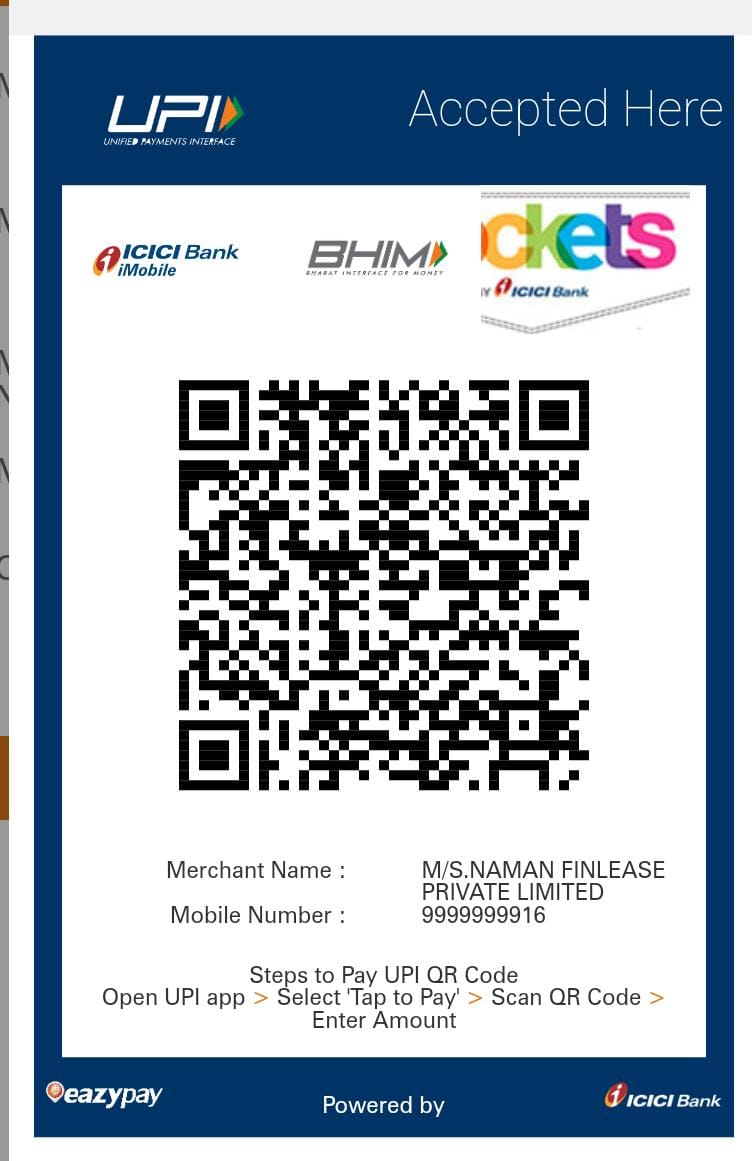 UPI
UNIFIED PAYMENTS INTERFACE
Accepted Here
ICICI Bank
iMobile
BHIM
BHARAT INTERFACE FOR MONEY
ckets
ICICI Bank
Merchant Name : M/S.NAMAN FINLEASE
PRIVATE LIMITED
Mobile Number : 9999999916
Steps to Pay UPI QR Code
Open UPI app > Select 'Tap to Pay' > Scan QR Code >
Enter Amount
eazypay
Powered by
ICICI Bank